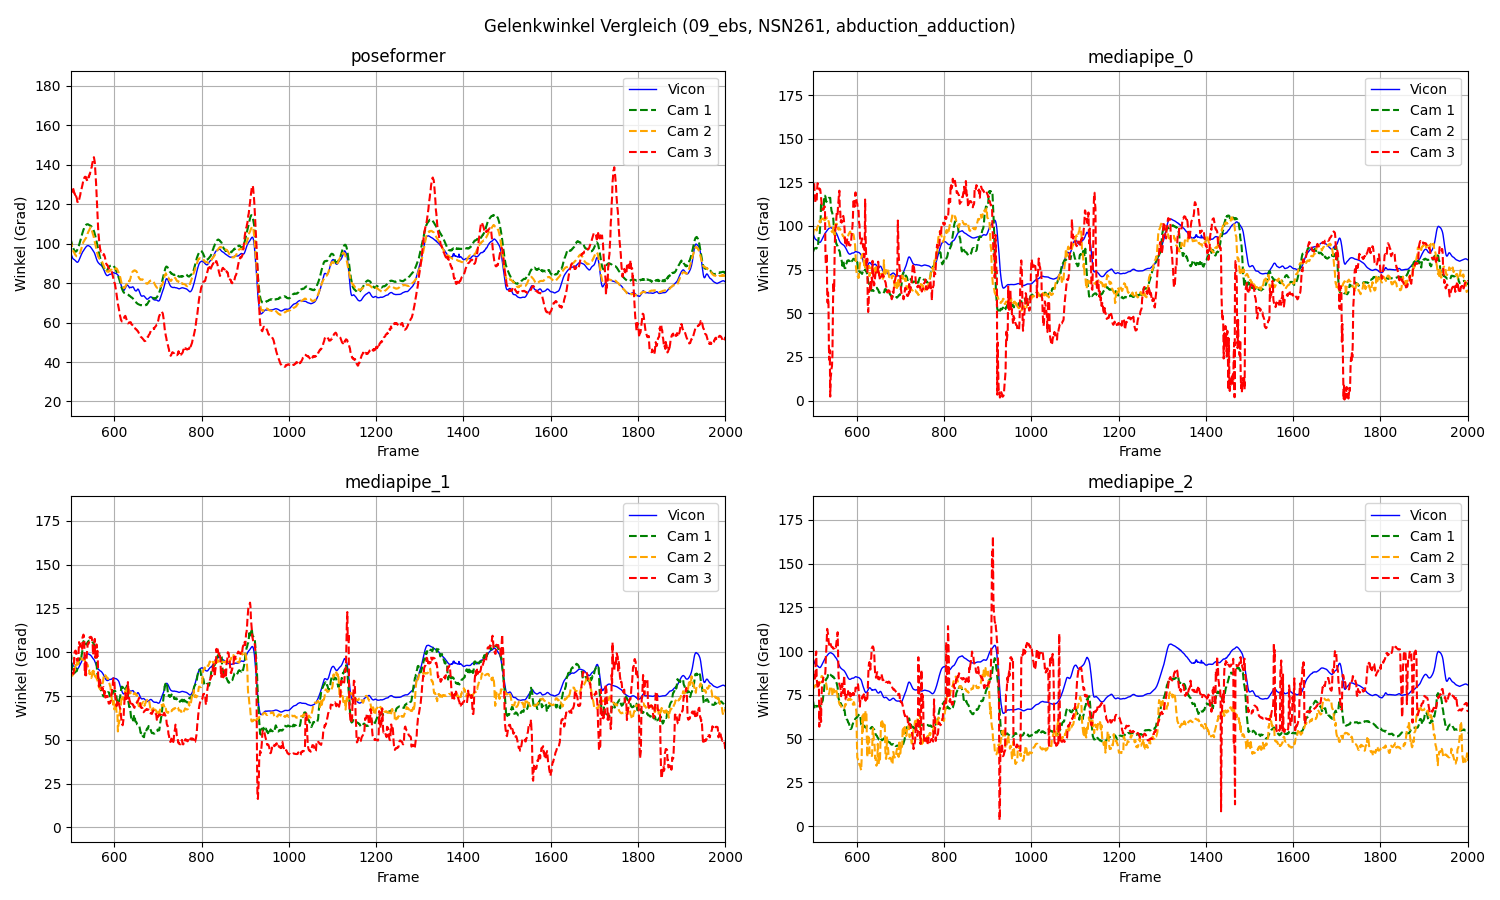 Gelenkwinkel Vergleich (09_ebs, NSN261, abduction_adduction)
poseformer
180
160
140
120
100
80
60
40
20
Winkel (Grad)
600 800 1000 1200 1400 1600 1800 2000
Frame
Vicon
Cam 1
Cam 2
Cam 3
mediapipe_0
175
150
125
100
75
50
25
0
Winkel (Grad)
600 800 1000 1200 1400 1600 1800 2000
Frame
Vicon
Cam 1
Cam 2
Cam 3
mediapipe_1
175
150
125
100
75
50
25
0
Winkel (Grad)
600 800 1000 1200 1400 1600 1800 2000
Frame
Vicon
Cam 1
Cam 2
Cam 3
mediapipe_2
175
150
125
100
75
50
25
0
Winkel (Grad)
600 800 1000 1200 1400 1600 1800 2000
Frame
Vicon
Cam 1
Cam 2
Cam 3